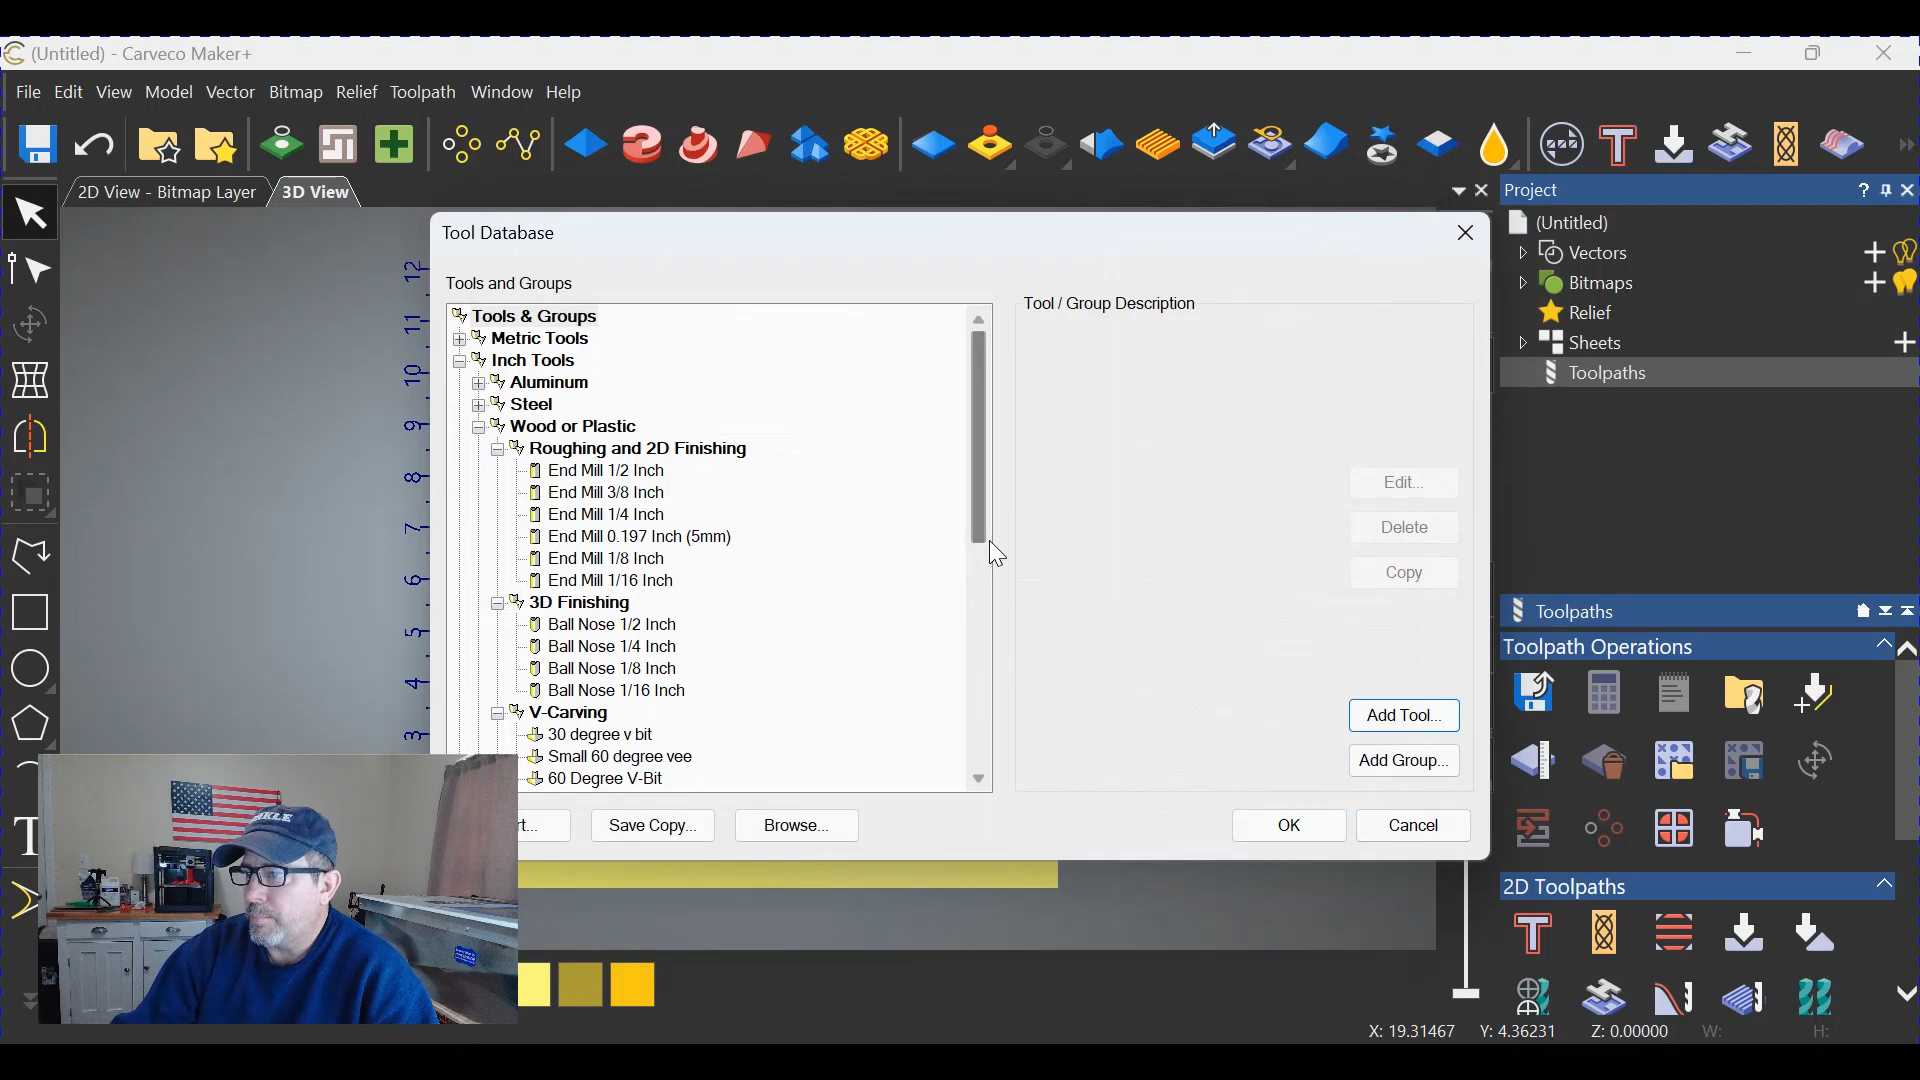 (Untitled) - Carveco Maker+
File Edit View Model Vector Bitmap Relief Toolpath Window Help
2D View - Bitmap Layer
3D View
Project
(Untitled)
Vectors
Bitmaps
Relief
Sheets
Toolpaths
12
11
10
9
8
7
6
5
4
3
Tool Database
Tools and Groups
Tools & Groups
Metric Tools
Inch Tools
Aluminum
Steel
Wood or Plastic
Roughing and 2D Finishing
End Mill 1/2 Inch
End Mill 3/8 Inch
End Mill 1/4 Inch
End Mill 0.197 Inch (5mm)
End Mill 1/8 Inch
End Mill 1/16 Inch
3D Finishing
Ball Nose 1/2 Inch
Ball Nose 1/4 Inch
Ball Nose 1/8 Inch
Ball Nose 1/16 Inch
V-Carving
30 degree v bit
Small 60 degree vee
60 Degree V-Bit
Tool / Group Description
Edit...
Delete
Copy
Add Tool...
Add Group...
Save Copy...
Browse...
OK
Cancel
Toolpaths
Toolpath Operations
2D Toolpaths
X: 19.31467 Y: 4.36231 Z: 0.00000 W: H: